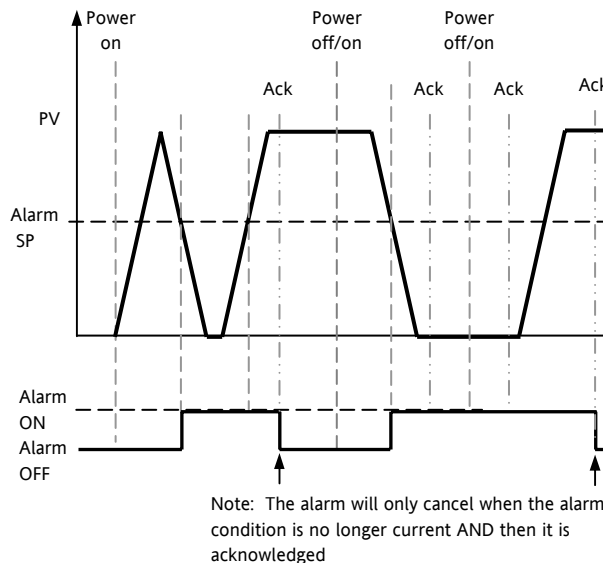 Power on
Power off/on
Power off/on
Ack
Ack
Ack
Ack
PV
Alarm SP
Alarm ON
Alarm OFF
Note: The alarm will only cancel when the alarm
condition is no longer current AND then it is
acknowledged